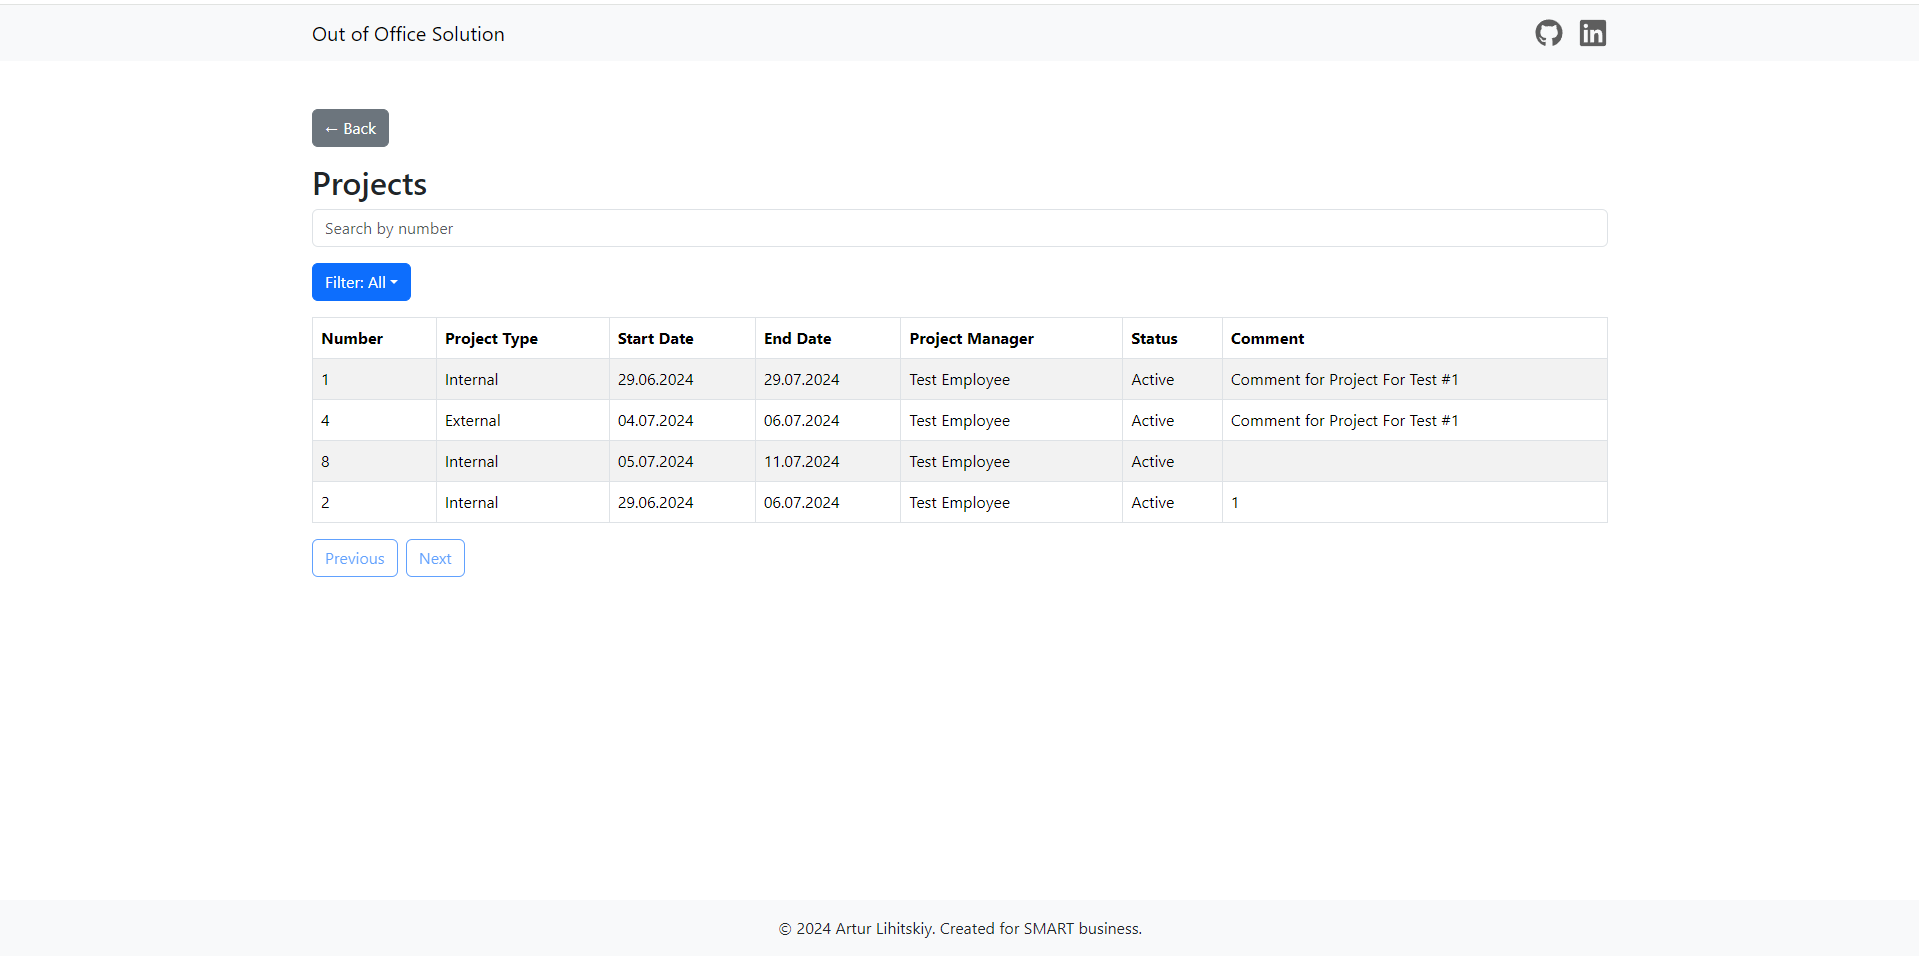 Out of Office Solution
← Back
Projects
Search by number
Filter: All
Number Project Type Start Date End Date Project Manager Status Comment
1 Internal 29.06.2024 29.07.2024 Test Employee Active Comment for Project For Test #1
4 External 04.07.2024 06.07.2024 Test Employee Active Comment for Project For Test #1
8 Internal 05.07.2024 11.07.2024 Test Employee Active
2 Internal 29.06.2024 06.07.2024 Test Employee Active 1
Previous Next
© 2024 Artur Lihitskiy. Created for SMART business.